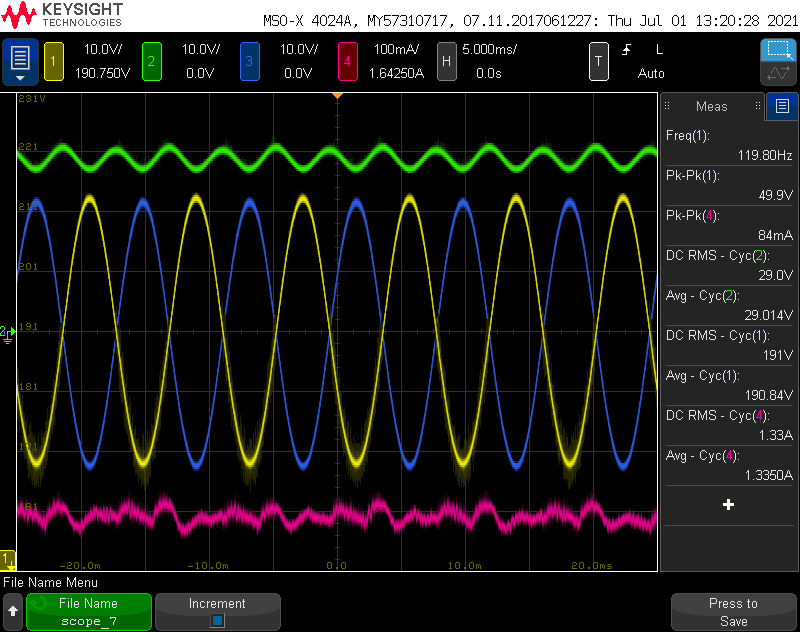 KEYSIGHT
TECHNOLOGIES
MSO-X 4024A, MY57310717, 07.11.2017061227: Thu Jul 01 13:20:28 2021
1 10.0V/ 2 10.0V/ 3 10.0V/ 4 100mA/ H 5.000ms/ T L
190.750V 0.0V 0.0V 1.64250A 0.0s Auto
231V
221
211
201
191
181
171
161
2
1
-20.0m -10.0m 0.0 10.0m 20.0ms
Meas
Freq(1):
119.80Hz
Pk-Pk(1):
49.9V
Pk-Pk(4):
84mA
DC RMS - Cyc(2):
29.0V
Avg - Cyc(2):
29.014V
DC RMS - Cyc(1):
191V
Avg - Cyc(1):
190.84V
DC RMS - Cyc(4):
1.33A
Avg - Cyc(4):
1.3350A
File Name Menu
File Name
scope_7
Increment
Press to
Save